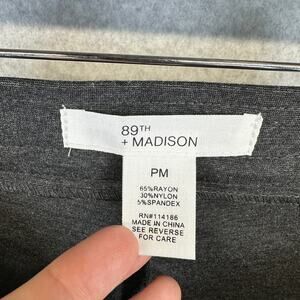 89TH
+ MADISON
PM
65%RAYON
30%NYLON
5%SPANDEX
RN#114186
MADE IN CHINA
SEE REVERSE
FOR CARE